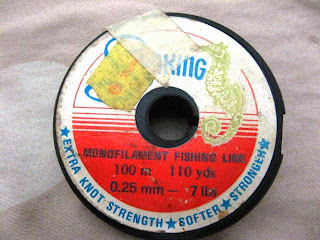 KING
MONOFILAMENT FISHING LINE
100 m 110 yds
0.25 mm ~ 7 lbs
★EXTRA KNOT STRENGTH★SOFTER★STRONGER★